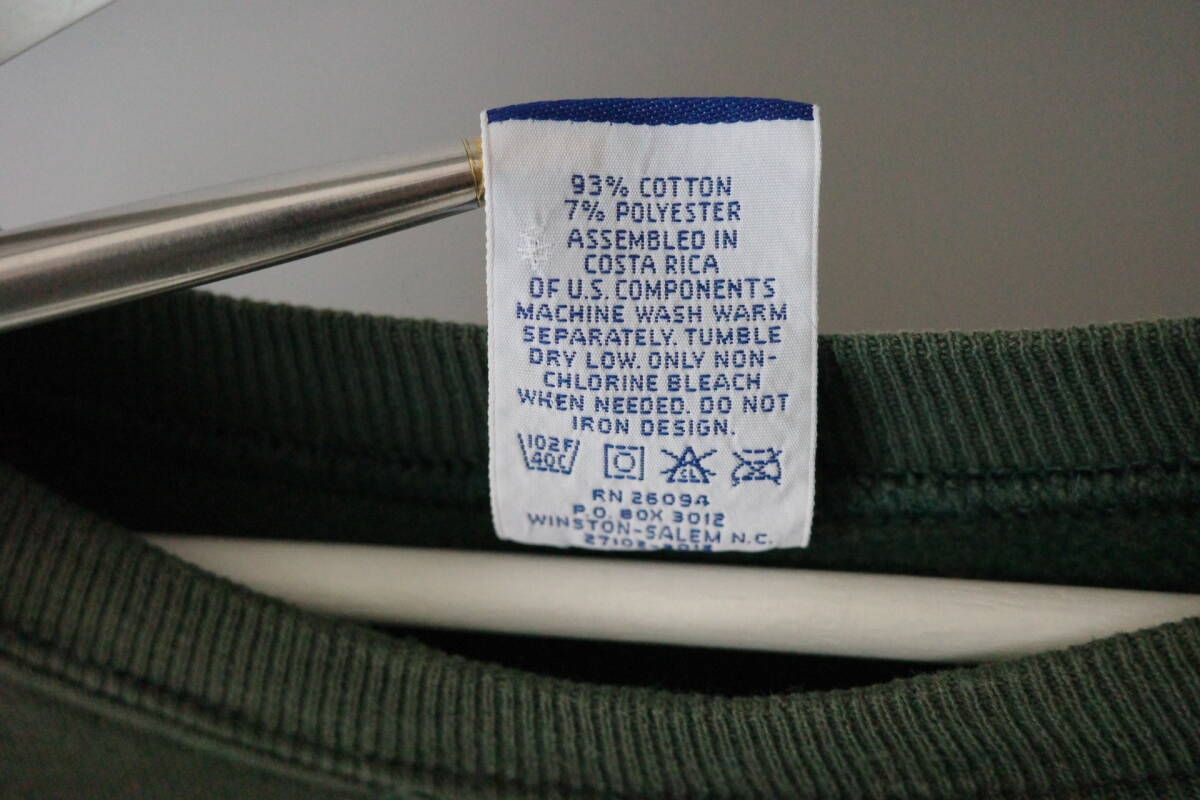 93% COTTON
7% POLYESTER
ASSEMBLED IN
COSTA RICA
OF U.S. COMPONENTS
MACHINE WASH WARM
SEPARATELY. TUMBLE
DRY LOW. ONLY NON-
CHLORINE BLEACH
WHEN NEEDED. DO NOT
IRON DESIGN.
102F
40C
CL
RN 26094
P.O. BOX 3012
WINSTON-SALEM N.C.